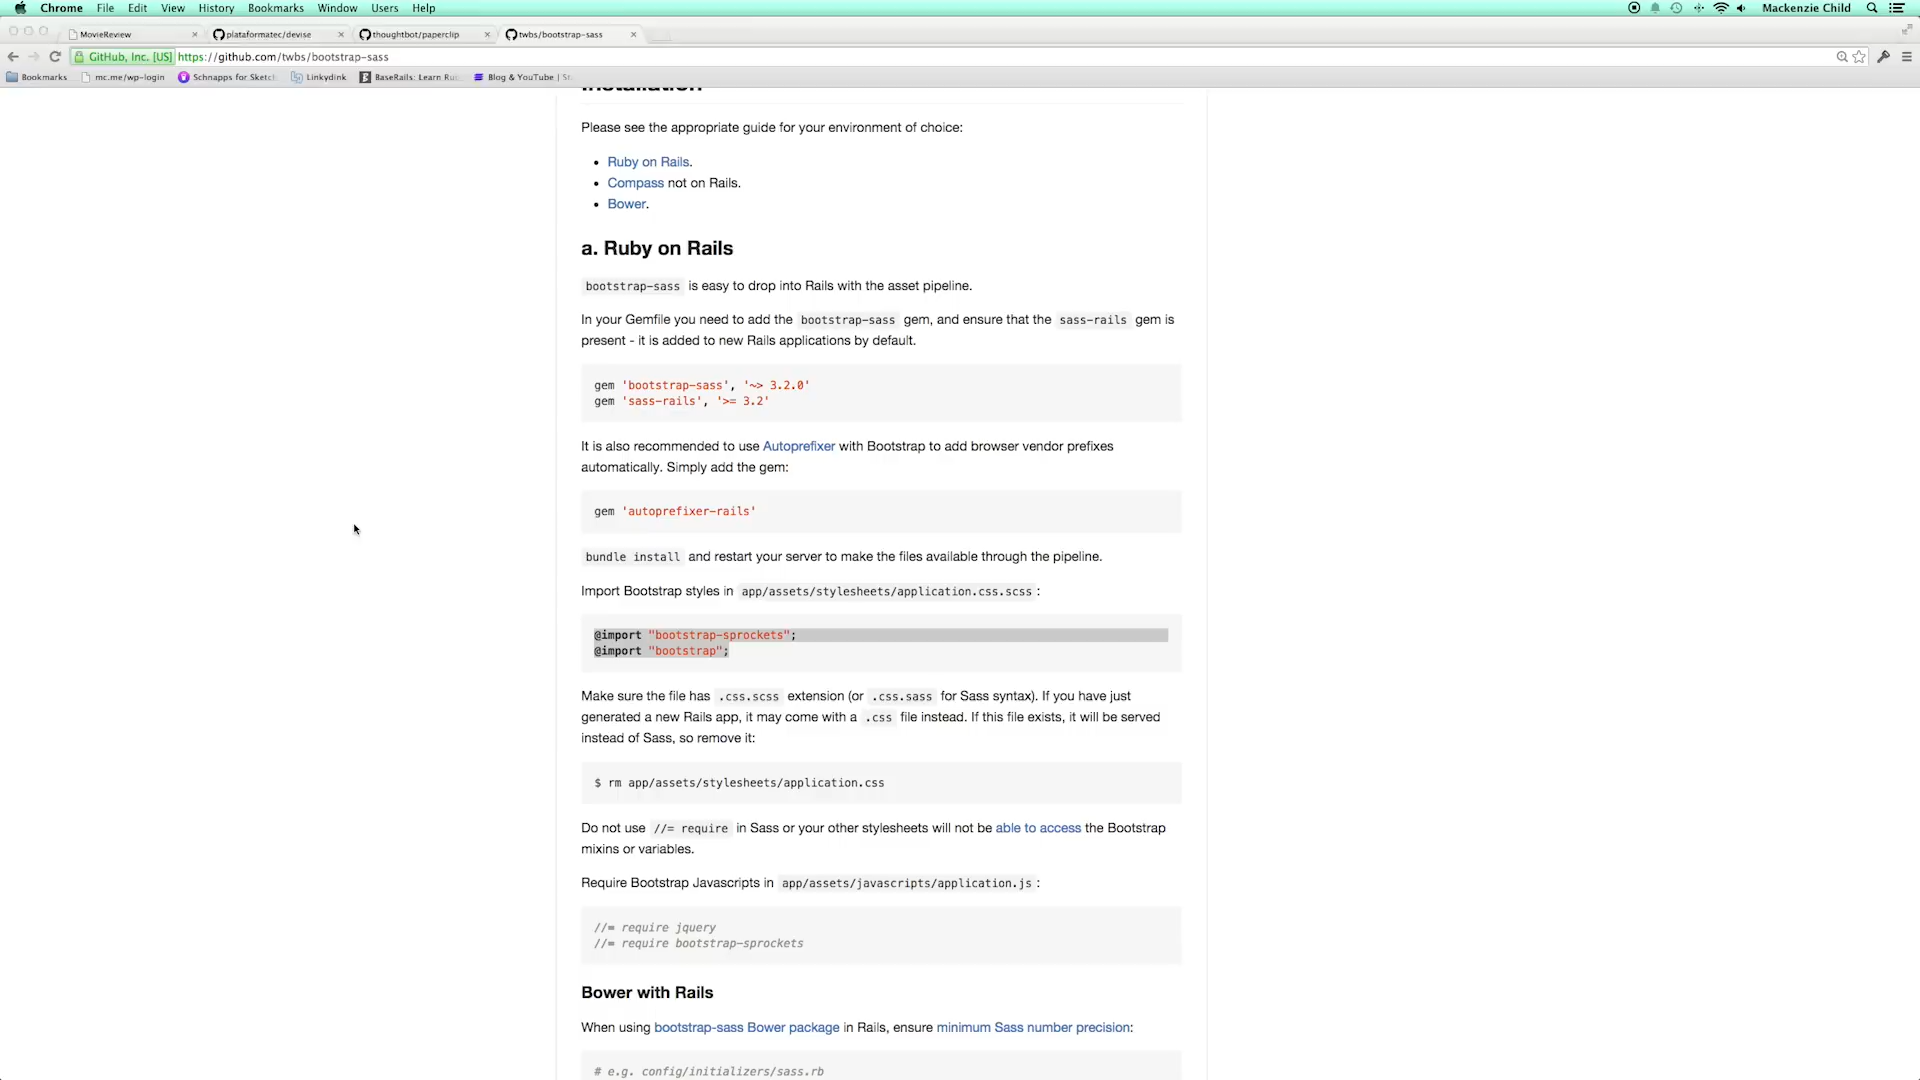 Chrome File Edit View History Bookmarks Window Users Help Mackenzie Child
MovieReview plataformatec/devise thoughtbot/paperclip twbs/bootstrap-sass
GitHub, Inc. [US] https://github.com/twbs/bootstrap-sass
Bookmarks mc.me/wp-login Schnapps for Sketch Linkydink BaseRails: Learn Ru Blog & YouTube | St
Installation
Please see the appropriate guide for your environment of choice:
• Ruby on Rails.
• Compass not on Rails.
• Bower.
a. Ruby on Rails
bootstrap-sass is easy to drop into Rails with the asset pipeline.
In your Gemfile you need to add the bootstrap-sass gem, and ensure that the sass-rails gem is
present - it is added to new Rails applications by default.
gem 'bootstrap-sass', '~> 3.2.0'
gem 'sass-rails', '>= 3.2'
It is also recommended to use Autoprefixer with Bootstrap to add browser vendor prefixes
automatically. Simply add the gem:
gem 'autoprefixer-rails'
bundle install and restart your server to make the files available through the pipeline.
Import Bootstrap styles in app/assets/stylesheets/application.css.scss :
@import "bootstrap-sprockets";
@import "bootstrap";
Make sure the file has .css.scss extension (or .css.sass for Sass syntax). If you have just
generated a new Rails app, it may come with a .css file instead. If this file exists, it will be served
instead of Sass, so remove it:
$ rm app/assets/stylesheets/application.css
Do not use //= require in Sass or your other stylesheets will not be able to access the Bootstrap
mixins or variables.
Require Bootstrap Javascripts in app/assets/javascripts/application.js :
//= require jquery
//= require bootstrap-sprockets
Bower with Rails
When using bootstrap-sass Bower package in Rails, ensure minimum Sass number precision:
# e.g. config/initializers/sass.rb